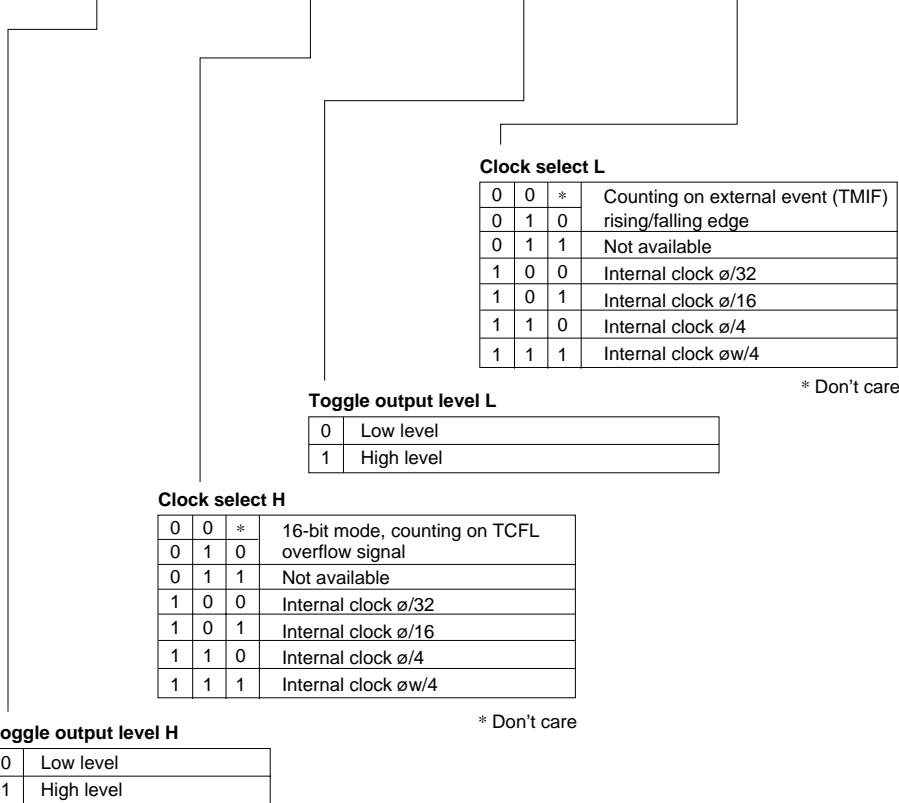 Clock select L
0 0 * Counting on external event (TMIF)
0 1 0 rising/falling edge
0 1 1 Not available
1 0 0 Internal clock ø/32
1 0 1 Internal clock ø/16
1 1 0 Internal clock ø/4
1 1 1 Internal clock øw/4
* Don't care
Toggle output level L
0 Low level
1 High level
Clock select H
0 0 * 16-bit mode, counting on TCFL
0 1 0 overflow signal
0 1 1 Not available
1 0 0 Internal clock ø/32
1 0 1 Internal clock ø/16
1 1 0 Internal clock ø/4
1 1 1 Internal clock øw/4
* Don't care
oggle output level H
0 Low level
1 High level